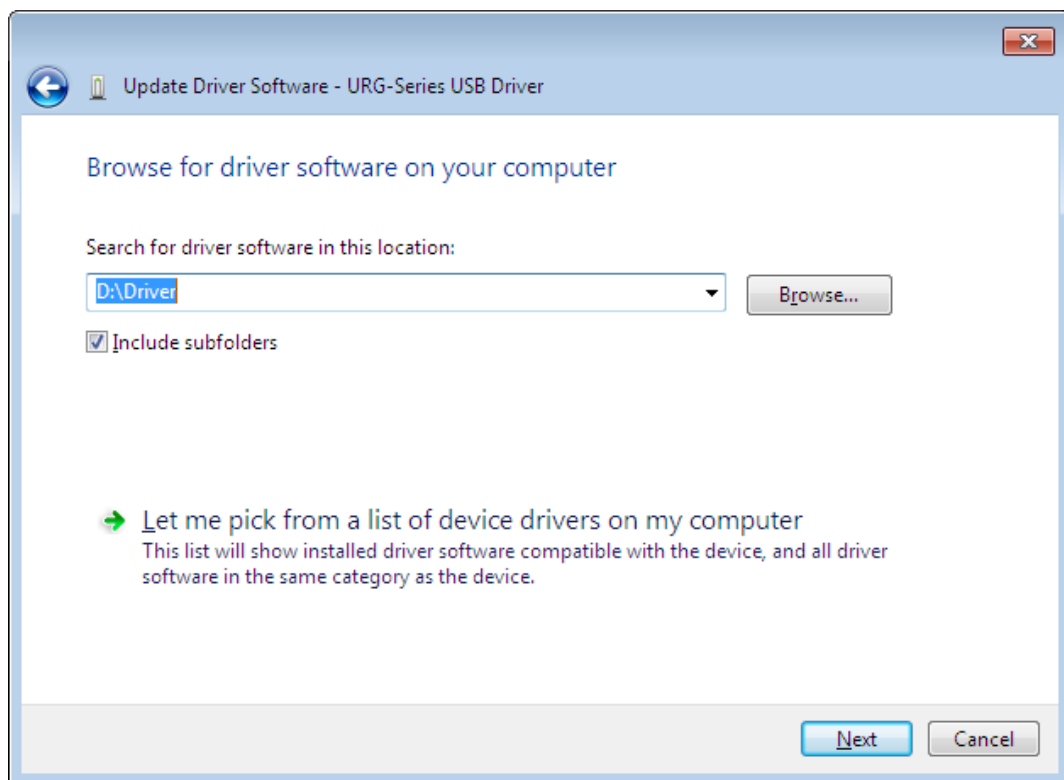 Update Driver Software - URG-Series USB Driver
Browse for driver software on your computer
Search for driver software in this location:
D:\Driver
Browse...
Include subfolders
Let me pick from a list of device drivers on my computer
This list will show installed driver software compatible with the device, and all driver
software in the same category as the device.
Next
Cancel